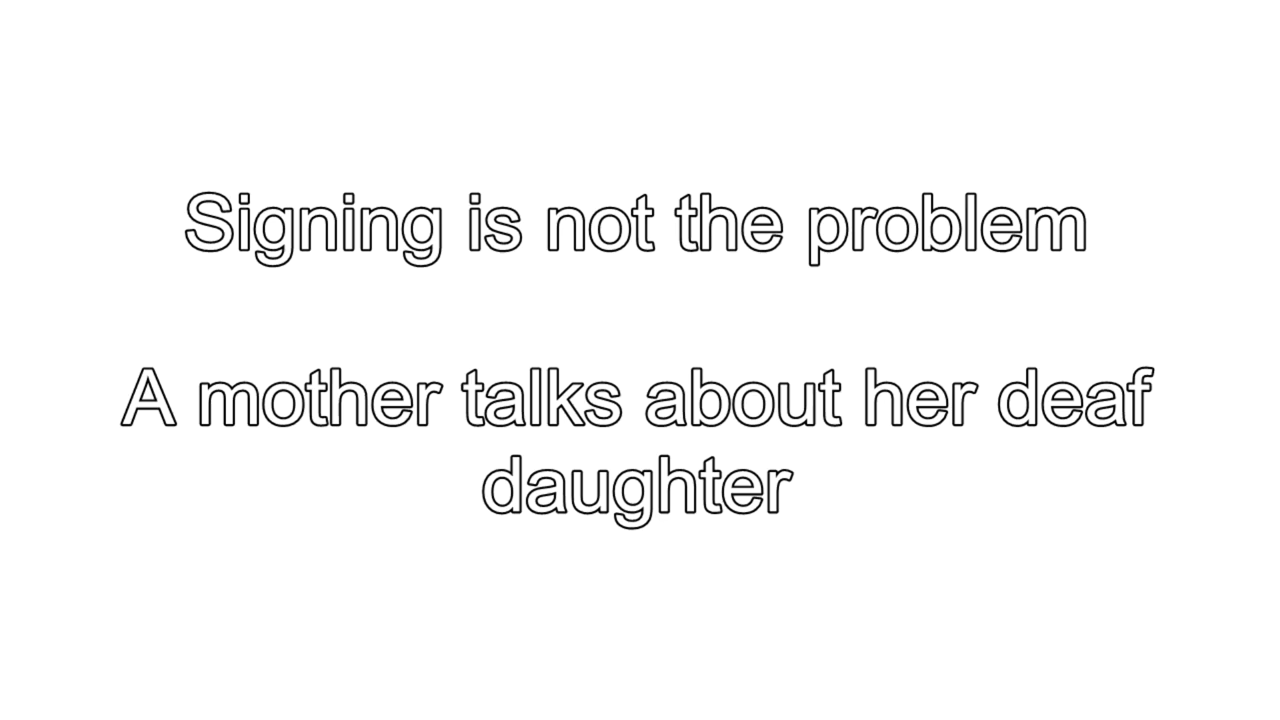 Signing is not the problem
A mother talks about her deaf
daughter